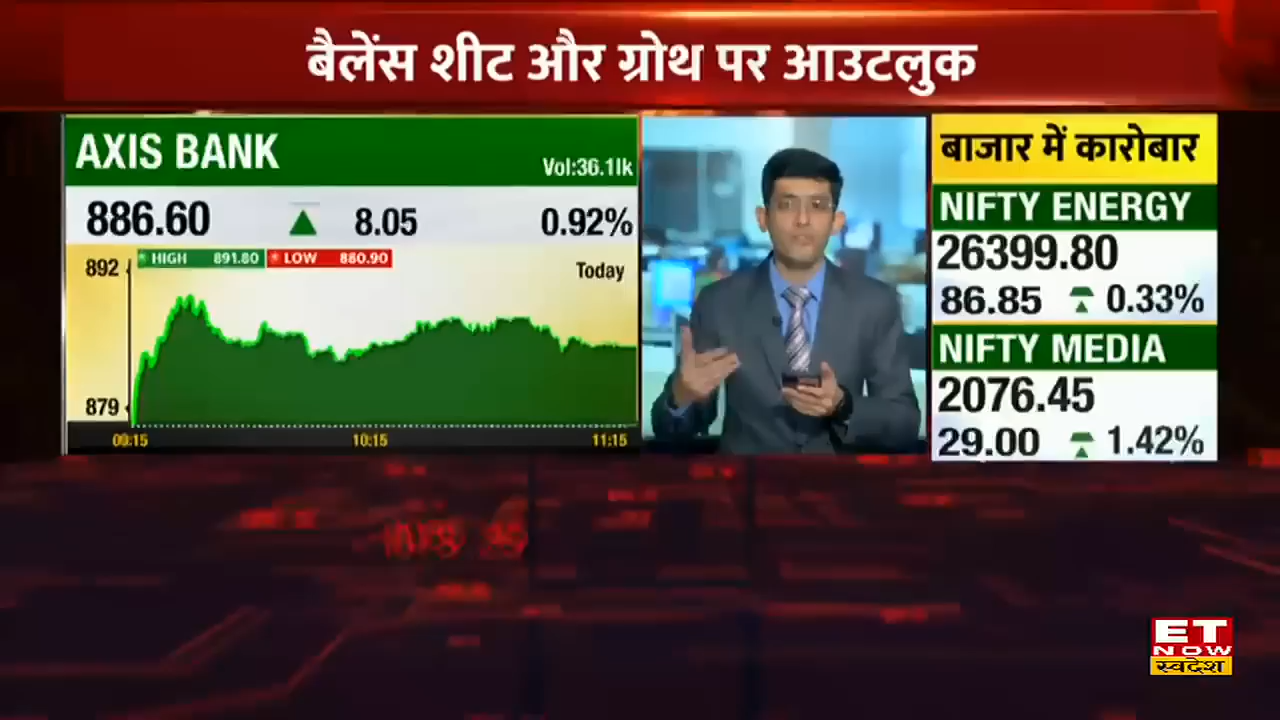 बैलेंस शीट और ग्रोथ पर आउटलुक
AXIS BANK
Vol:36.1lk
886.60 8.05 0.92%
HIGH 891.80 LOW 880.90
Today
892
879
09:15 10:15 11:15
बाजार में कारोबार
NIFTY ENERGY
26399.80
86.85 0.33%
NIFTY MEDIA
2076.45
29.00 1.42%
ET
NOW
स्वदेश